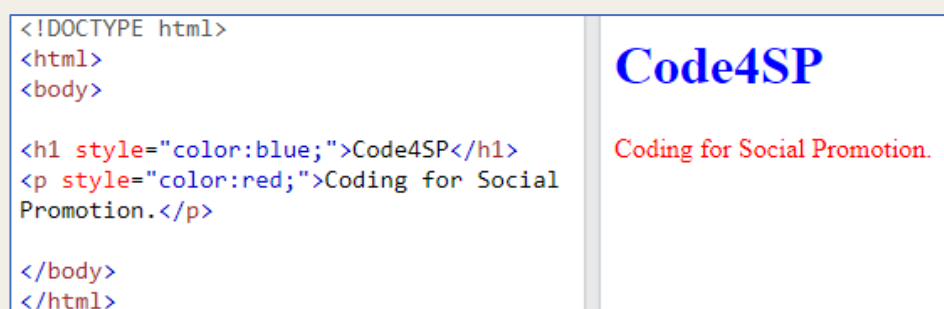 <!DOCTYPE html>
<html>
<body>
<h1 style="color:blue;">Code4SP</h1>
<p style="color:red;">Coding for Social
Promotion.</p>
</body>
</html>
Code4SP
Coding for Social Promotion.